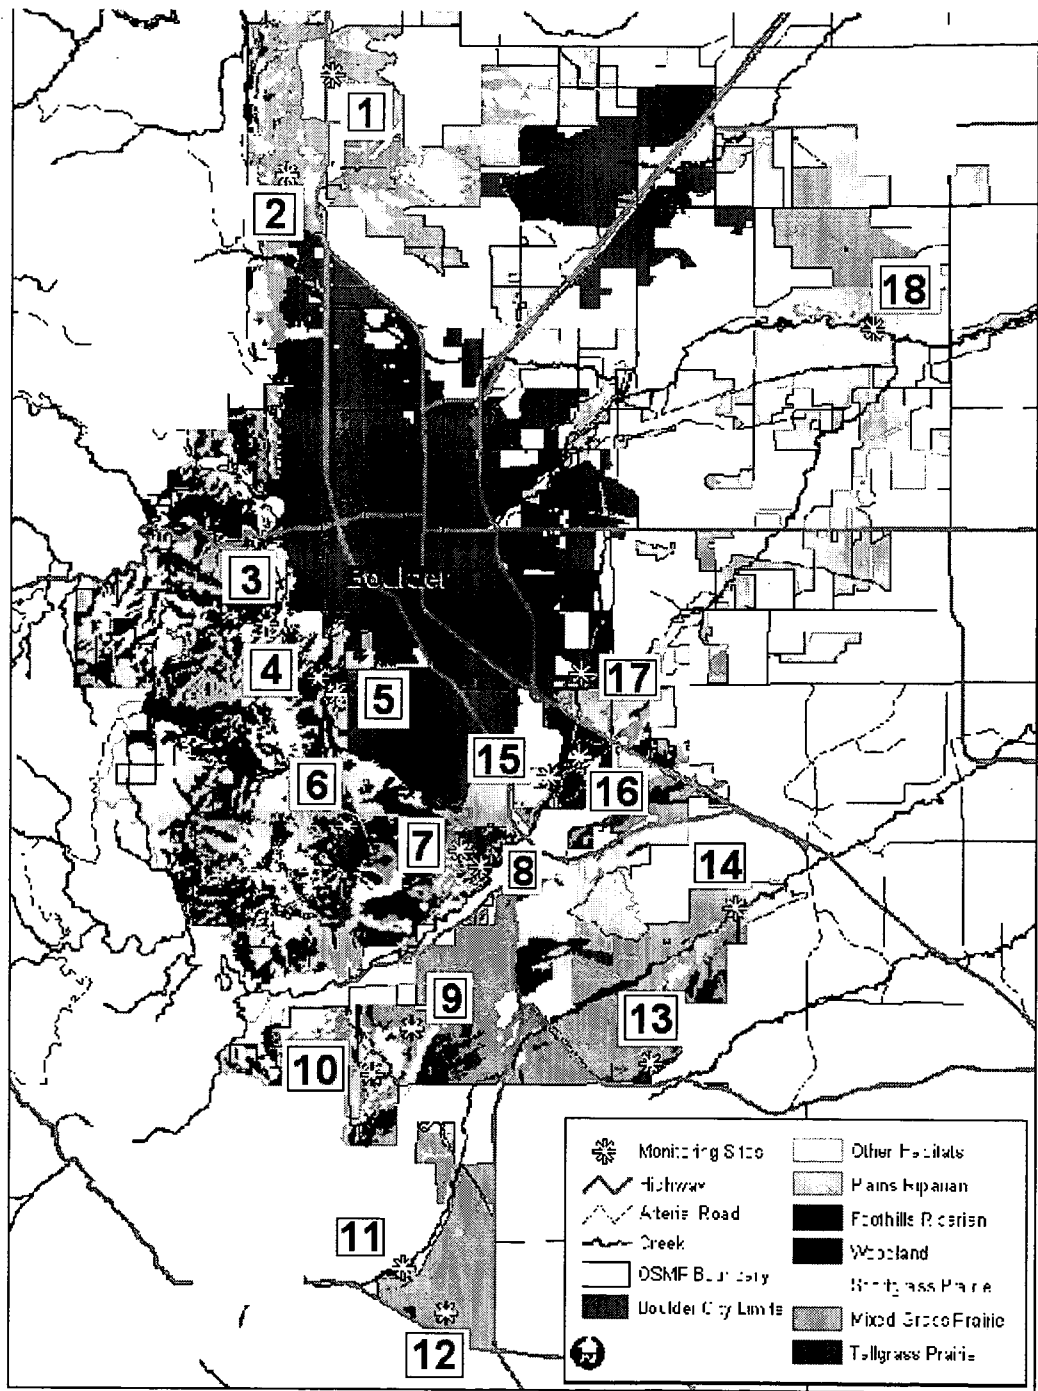 1
2
18
3
Boulder
4
5
17
6
15
16
7
8
14
9
13
10
11
12
Monitoring Sites
Highway
Arterial Road
Creek
OSMP Boundary
Boulder City Limits
Other Habitats
Plains Riparian
Foothills Riparian
Woodland
Shortgrass Prairie
Mixed Grass Prairie
Tallgrass Prairie